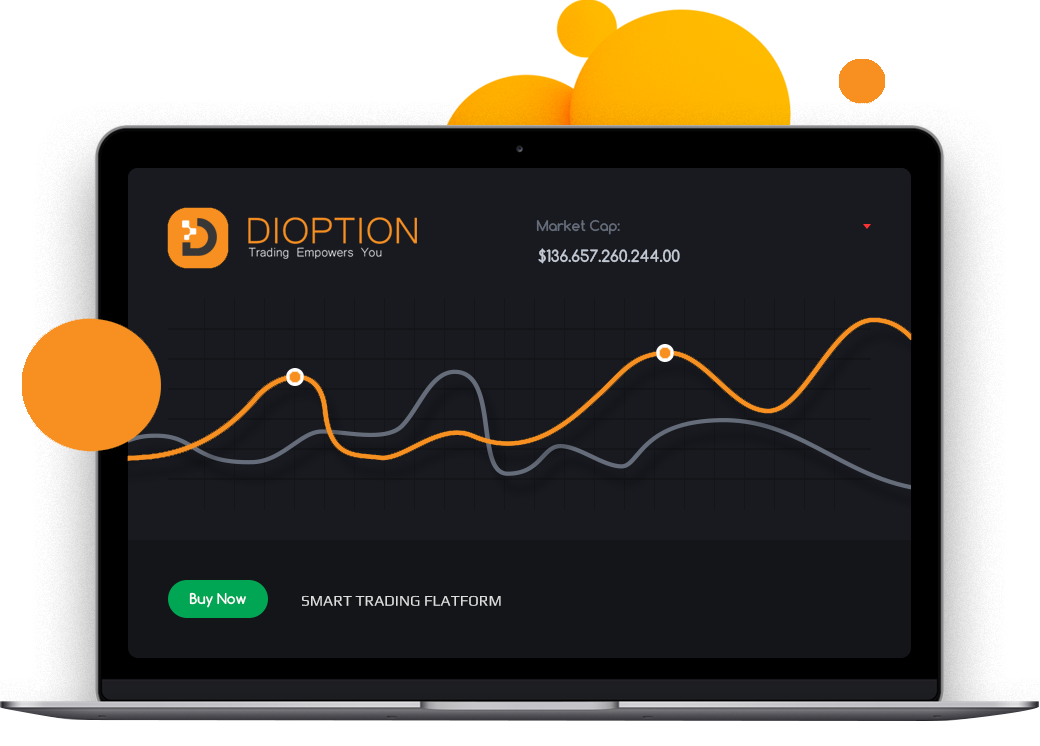 DIOPTION
Trading Empowers You
Market Cap:
$136.657.260.244.00
Buy Now
SMART TRADING FLATFORM